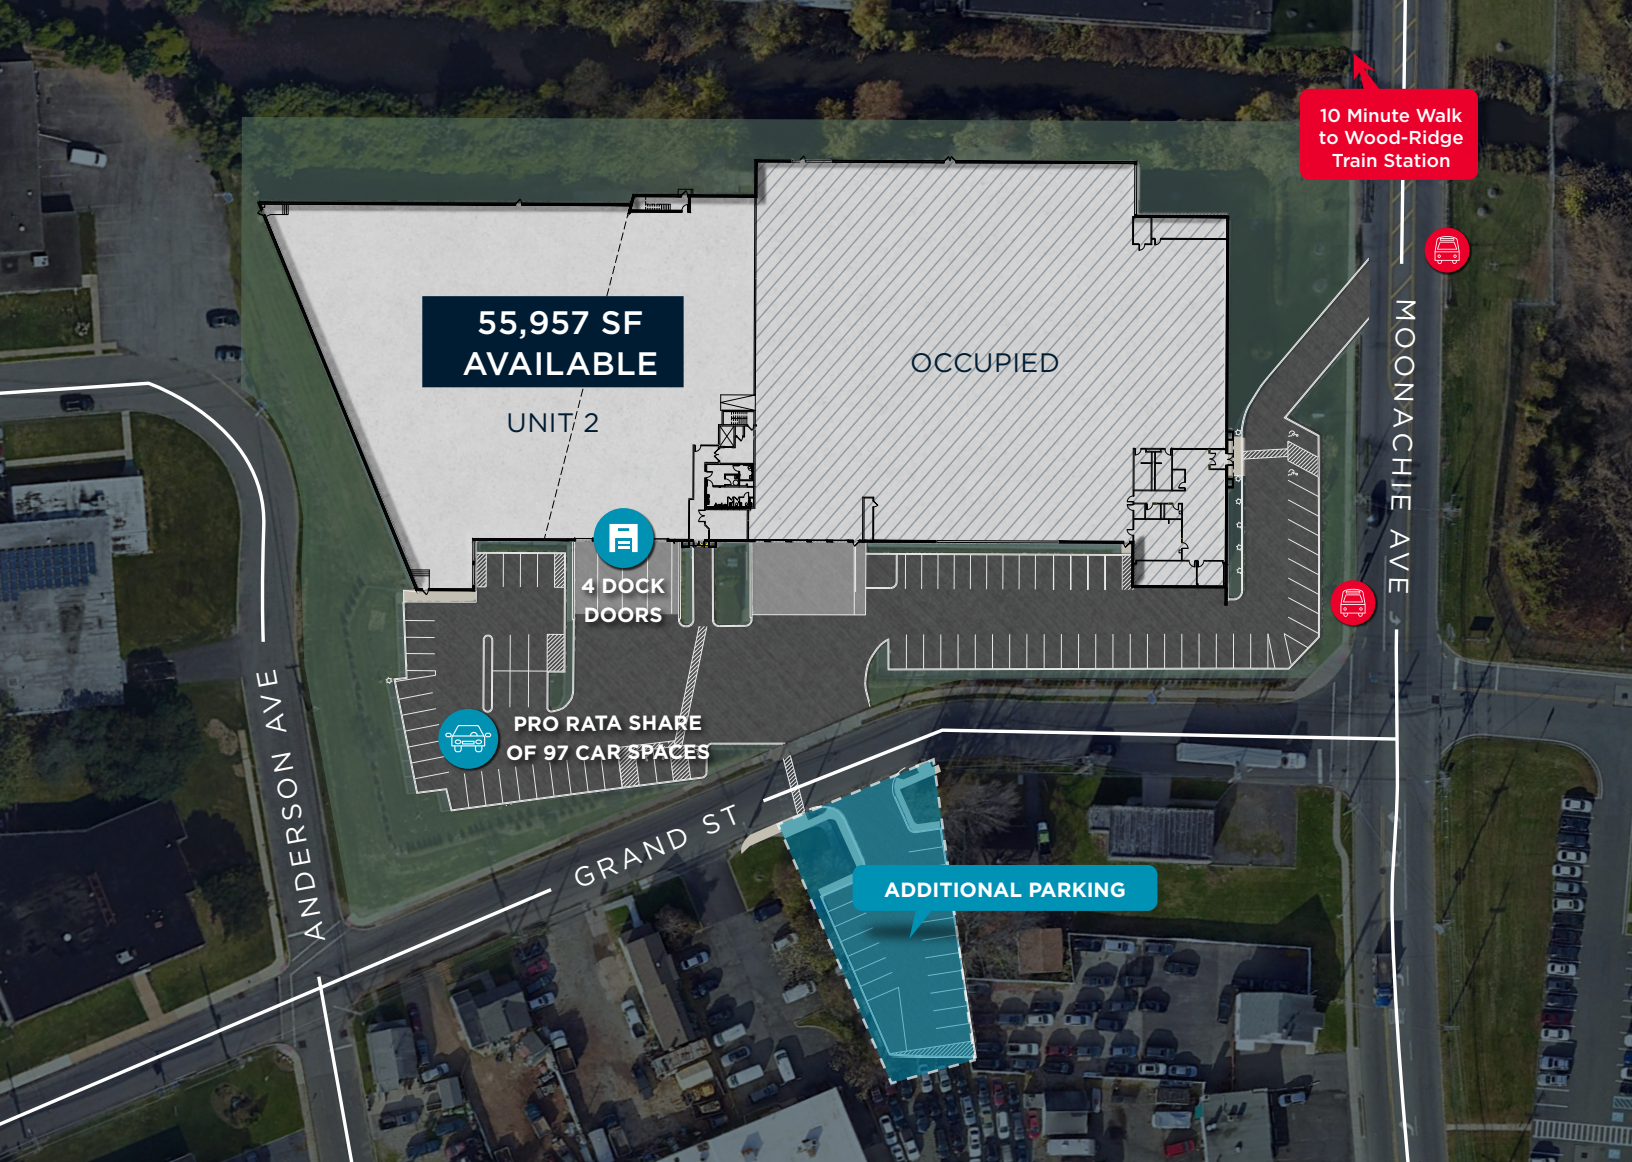 10 Minute Walk
to Wood-Ridge
Train Station
55,957 SF
AVAILABLE
UNIT 2
OCCUPIED
MOONACHIE AVE
4 DOCK
DOORS
PRO RATA SHARE
OF 97 CAR SPACES
ANDERSON AVE
GRAND ST
ADDITIONAL PARKING